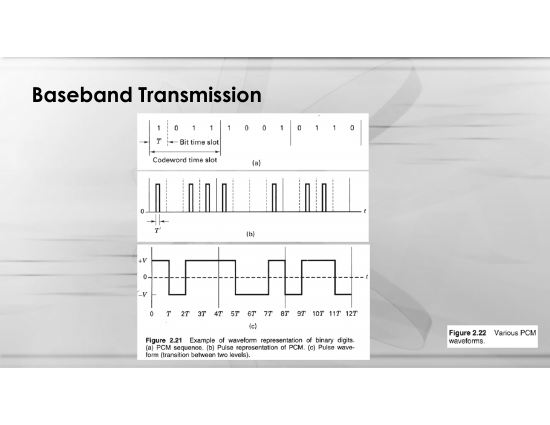 Baseband Transmission
1 0 1 1 1 0 0 1 0 1 1 0
T Bit time slot
Codeword time slot
(a)
0 t
T'
(b)
+V
0 t
-V
0 T 2T 3T 4T 5T 6T 7T 8T 9T 10T 11T 12T
(c)
Figure 2.21 Example of waveform representation of binary digits.
(a) PCM sequence. (b) Pulse representation of PCM. (c) Pulse wave-
form (transition between two levels).
Figure 2.22 Various PCM
waveforms.